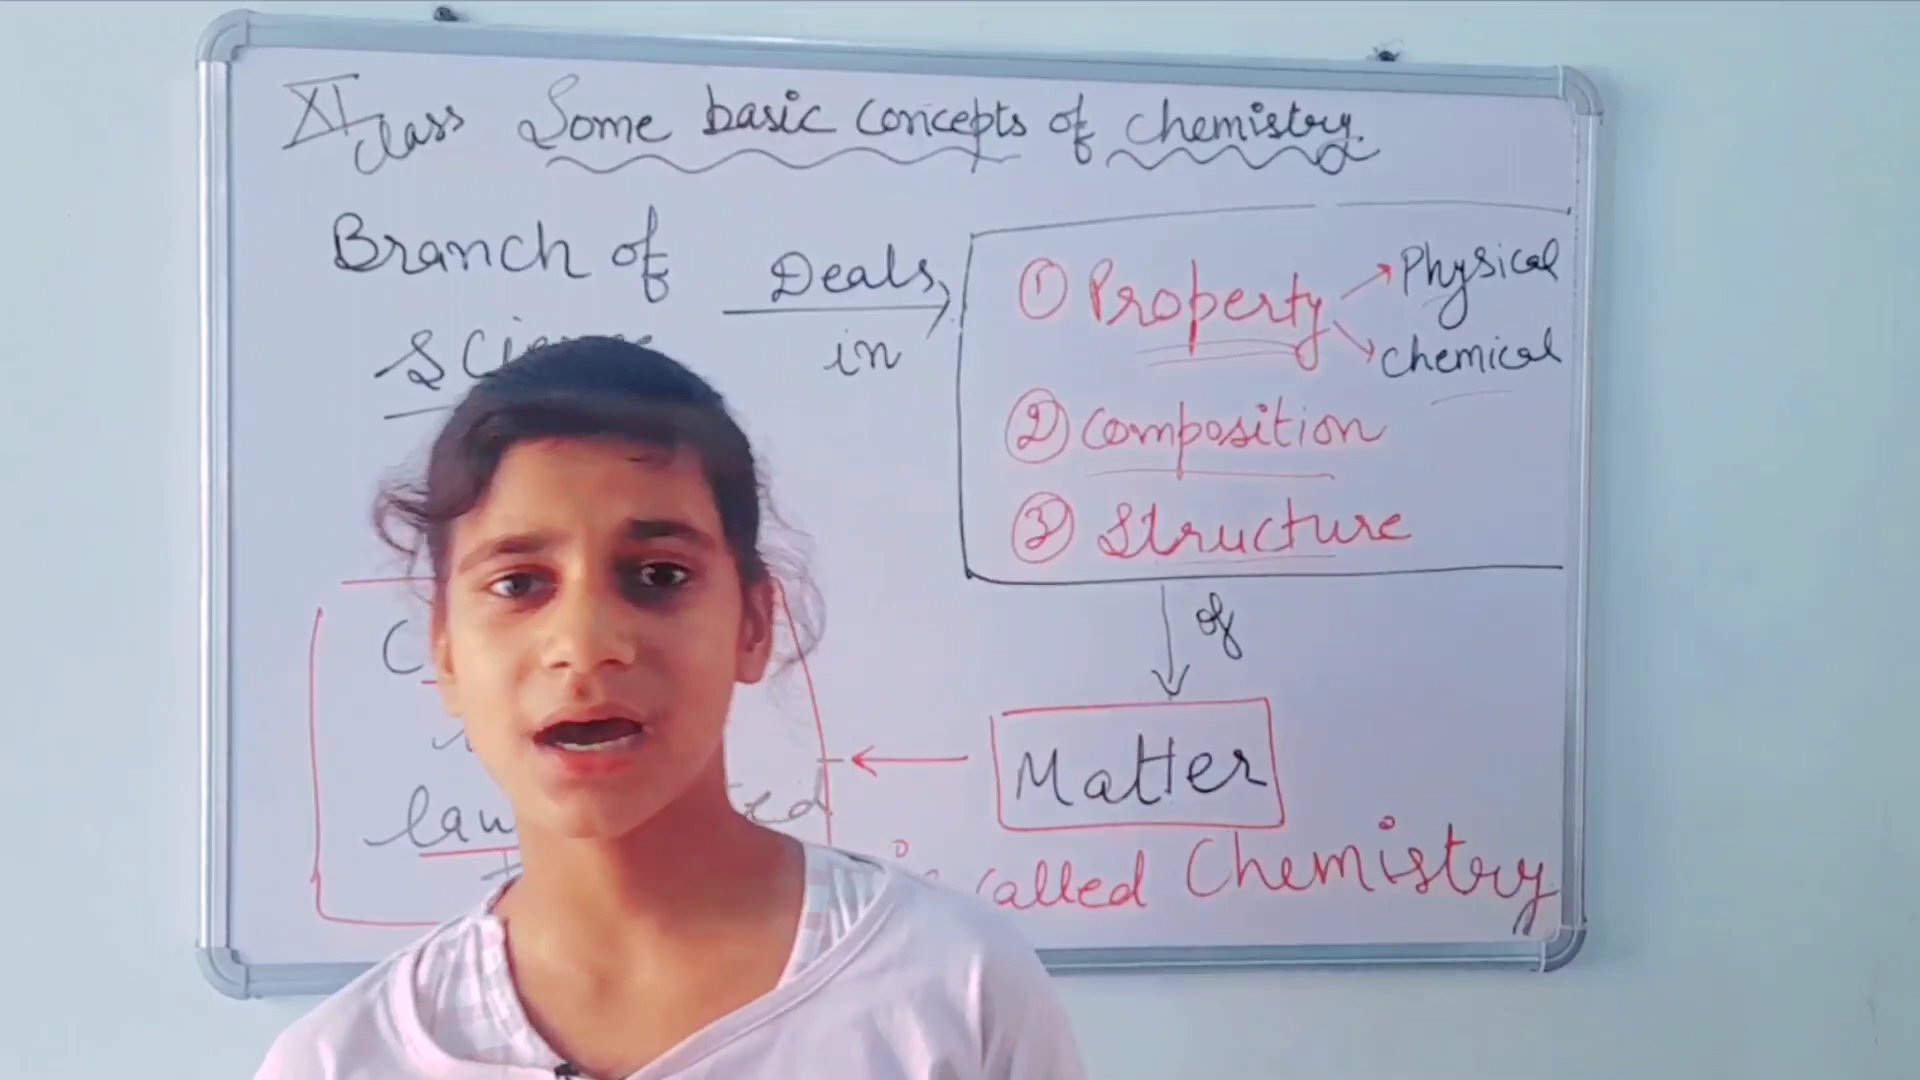 XI class Some basic concepts of chemistry.
Branch of
Deals
in
① Property
Physical
chemical
② Composition
③ Structure
of
Matter
called Chemistry